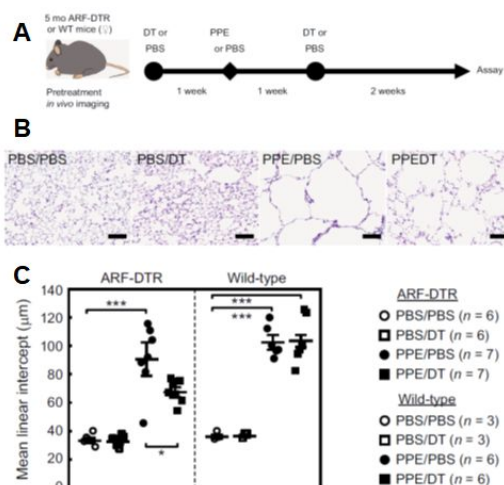 A
5 mo ARF-DTR
or WT mice (♀)
Pretreatment
in vivo imaging
DT or
PBS
PPE
or PBS
DT or
PBS
1 week
1 week
2 weeks
Assay
B
PBS/PBS
PBS/DT
PPE/PBS
PPEDT
C
ARF-DTR
Wild-type
Mean linear intercept (μm)
140
120
100
80
60
40
20
0
***
*
***
***
ARF-DTR
PBS/PBS (n = 6)
PBS/DT (n = 6)
PPE/PBS (n = 7)
PPE/DT (n = 7)
Wild-type
PBS/PBS (n = 3)
PBS/DT (n = 3)
PPE/PBS (n = 6)
PPE/DT (n = 6)